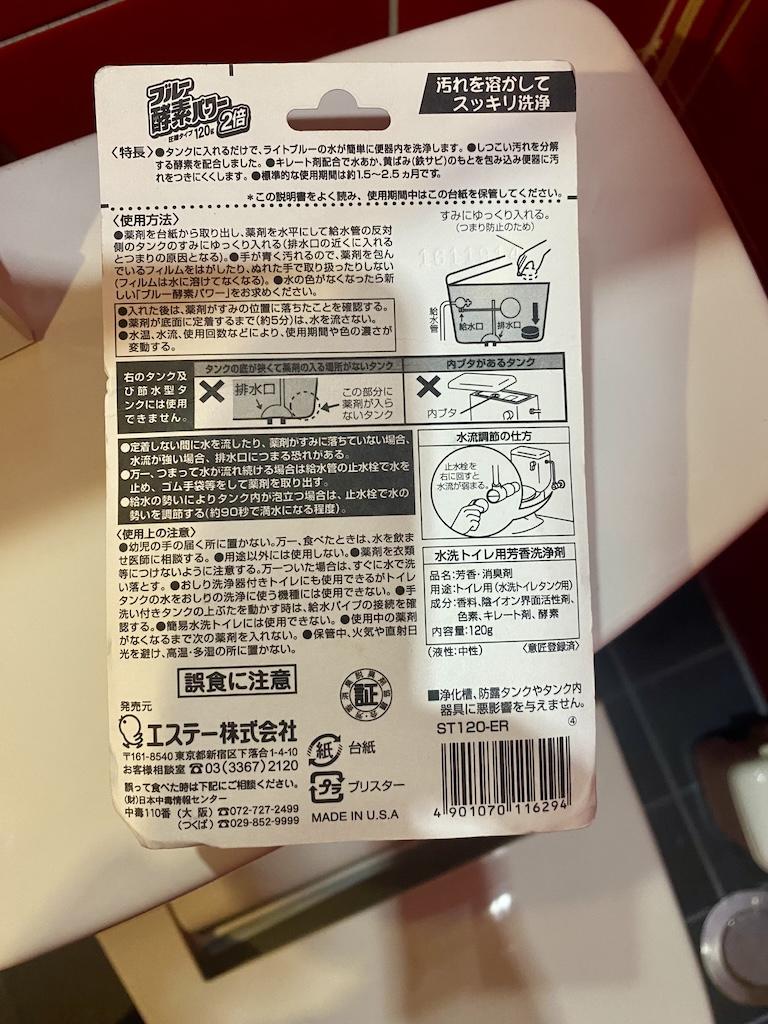 ブルー
酵素パワー
圧縮タイプ120g 2倍
汚れを溶かして
スッキリ洗浄
〈特長〉●タンクに入れるだけで、ライトブルーの水が簡単に便器内を洗浄します。●しつこい汚れを分解
する酵素を配合しました。●キレート剤配合で水あか、黄ばみ(鉄サビ)のもとを包み込み便器に汚
れをつきにくくします。●標準的な使用期間は約1.5〜2.5ヵ月です。
*この説明書をよく読み、使用期間中はこの台紙を保管してください。
〈使用方法〉
●薬剤を台紙から取り出し、薬剤を水平にして給水管の反対
側のタンクのすみにゆっくり入れる(排水口の近くに入れる
とつまりの原因となる)。●手が青く汚れるので、薬剤を包ん
でいるフィルムをはがしたり、ぬれた手で取り扱ったりしない
(フィルムは水に溶けてなくなる)。●水の色がなくなったら新
しい「ブルー酵素パワー」をお求めください。
●入れた後は、薬剤がすみの位置に落ちたことを確認する。
●薬剤が底面に定着するまで(約5分)は、水を流さない。
●水温、水流、使用回数などにより、使用期間や色の濃さが
変動する。
すみにゆっくり入れる。
(つまり防止のため)
給水管
給水口
排水口
右のタンク及
び節水型タ
ンクには使用
できません。
タンクの底が狭くて薬剤の入る場所がないタンク
排水口
この部分に
薬剤が入ら
ないタンク
内ブタがあるタンク
内ブタ
●定着しない間に水を流したり、薬剤がすみに落ちていない場合、
水流が強い場合、排水口につまる恐れがある。
●万一、つまって水が流れ続ける場合は給水管の止水栓で水を
止め、ゴム手袋等をして薬剤を取り出す。
●給水の勢いによりタンク内が泡立つ場合は、止水栓で水の
勢いを調節する(約90秒で満水になる程度)。
水流調節の仕方
止水栓を
右に回すと
水流が弱まる。
〈使用上の注意〉
●幼児の手の届く所に置かない。万一、食べたときは、水を飲ま
せ医師に相談する。●用途以外には使用しない。●薬剤を衣類
等につけないように注意する。万一ついた場合は、すぐに水で洗
い落とす。●おしり洗浄器付きトイレにも使用できるがトイレ
タンクの水をおしりの洗浄に使う機種には使用できない。●手
洗い付きタンクの上ぶたを動かす時は、給水パイプの接続を確
認する。●簡易水洗トイレには使用できない。●使用中の薬剤
がなくなるまで次の薬剤を入れない。●保管中、火気や直射日
光を避け、高温・多湿の所に置かない。
水洗トイレ用芳香洗浄剤
品名:芳香・消臭剤
用途:トイレ用(水洗トイレタンク用)
成分:香料、陰イオン界面活性剤、
色素、キレート剤、酵素
内容量:120g
(液性:中性)
〈意匠登録済〉
誤食に注意
証
■浄化槽、防露タンクやタンク内
器具に悪影響を与えません。
④
ST120-ER
発売元
エステー株式会社
〒161-8540 東京都新宿区下落合1-4-10
お客様相談室☎03(3367)2120
誤って食べた時は下記にご相談ください。
(財)日本中毒情報センター
中毒110番 (大 阪) ☎072-727-2499
(つくば) ☎029-852-9999
紙 台紙
プラ ブリスター
MADE IN U.S.A
4 901070 116294